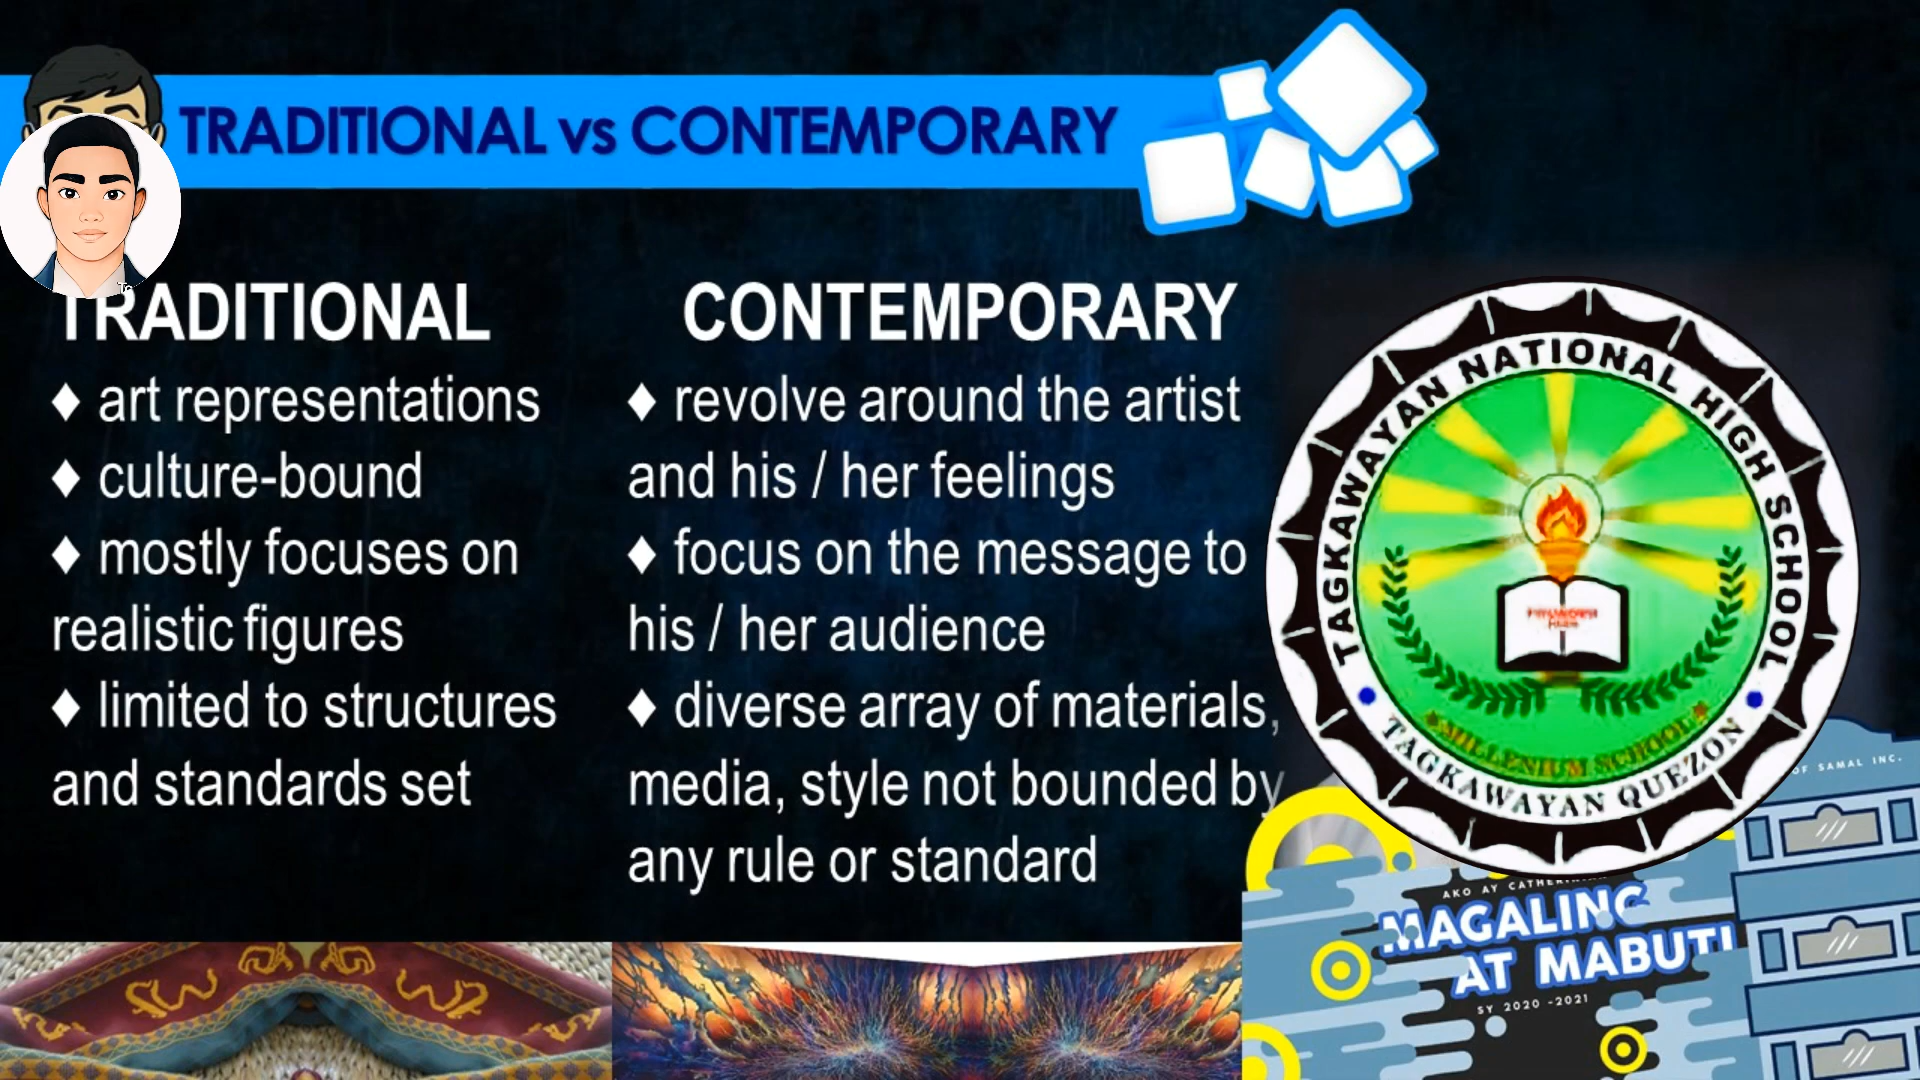 TRADITIONAL vs CONTEMPORARY
TRADITIONAL
♦ art representations
♦ culture-bound
♦ mostly focuses on
realistic figures
♦ limited to structures
and standards set
CONTEMPORARY
♦ revolve around the artist
and his / her feelings
♦ focus on the message to
his / her audience
♦ diverse array of materials,
media, style not bounded by
any rule or standard
TAGKAWAYAN NATIONAL HIGH SCHOOL
MILLENIUM SCHOOL
TAGKAWAYAN QUEZON
OF SAMAL INC.
AKO AY
MAGALING
AT MABUTI
SY 2020 -2021